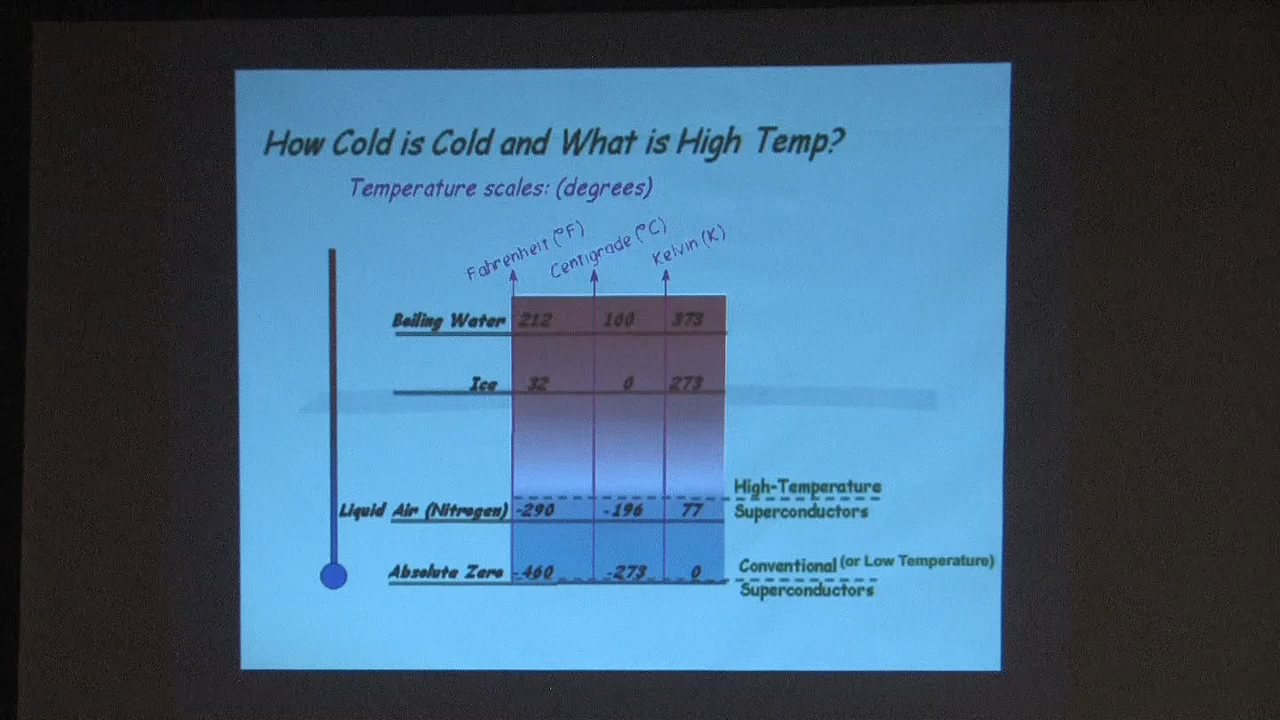 How Cold is Cold and What is High Temp?
Temperature scales: (degrees)
Fahrenheit (°F) Centigrade (°C) Kelvin (K)
Boiling Water 212 100 373
Ice 32 0 273
High-Temperature
Liquid Air (Nitrogen) -290 -196 77 Superconductors
Absolute Zero -460 -273 0 Conventional (or Low Temperature)
Superconductors